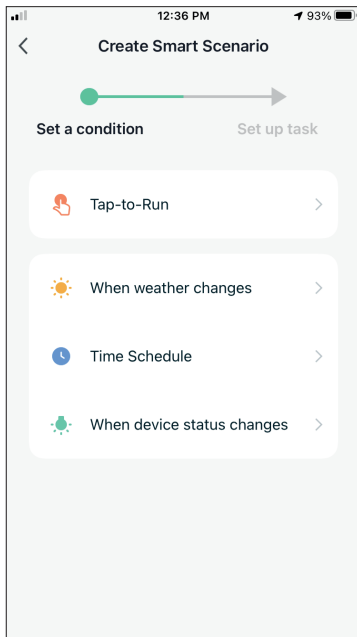 12:36 PM
93%
Create Smart Scenario
Set a condition
Set up task
Tap-to-Run
When weather changes
Time Schedule
When device status changes